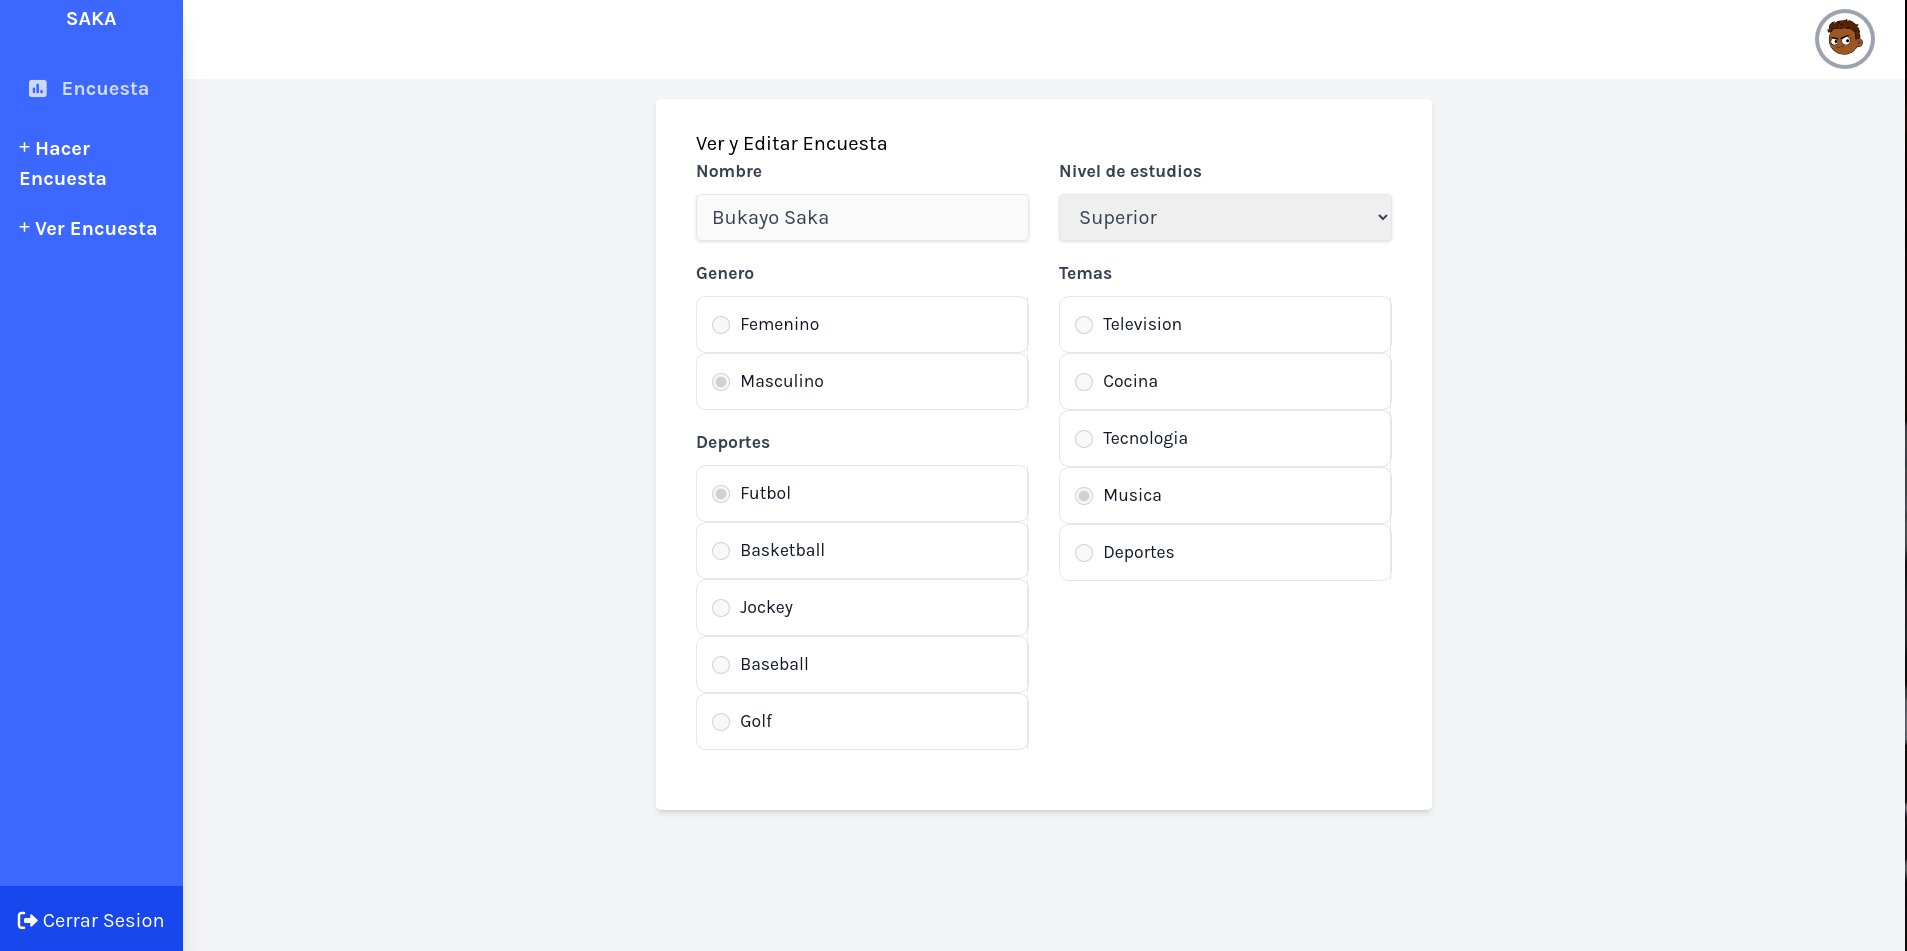 SAKA
Encuesta
+ Hacer
Encuesta
+ Ver Encuesta
Cerrar Sesion
Ver y Editar Encuesta
Nombre
Bukayo Saka
Nivel de estudios
Superior
Genero
Femenino
Masculino
Deportes
Futbol
Basketball
Jockey
Baseball
Golf
Temas
Television
Cocina
Tecnologia
Musica
Deportes